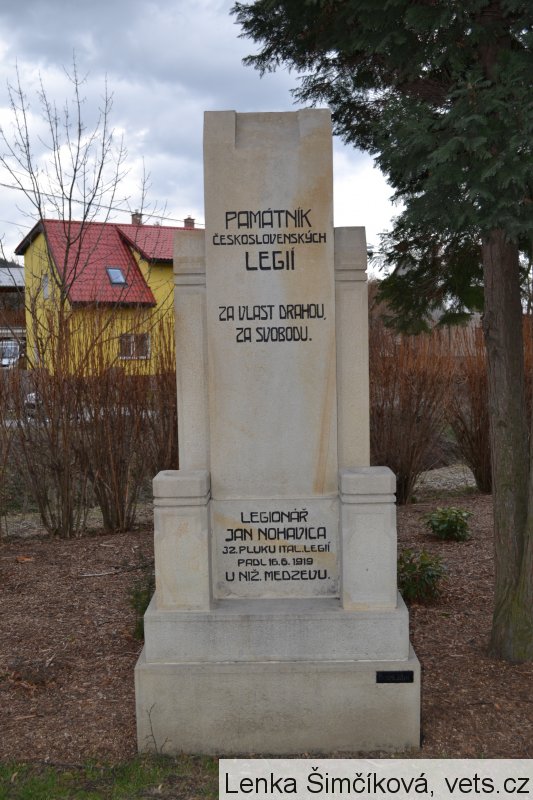 PAMÁTNÍK
ČESKOSLOVENSKÝCH
LEGIÍ
ZA VLAST DRAHOU,
ZA SVOBODU.
LEGIONÁŘ
JAN NOHAVICA
32. PLUKU ITAL. LEGIÍ
PADL 16.6. 1919
U NIŽ. MEDZEVU.
Lenka Šimčíková, vets.cz